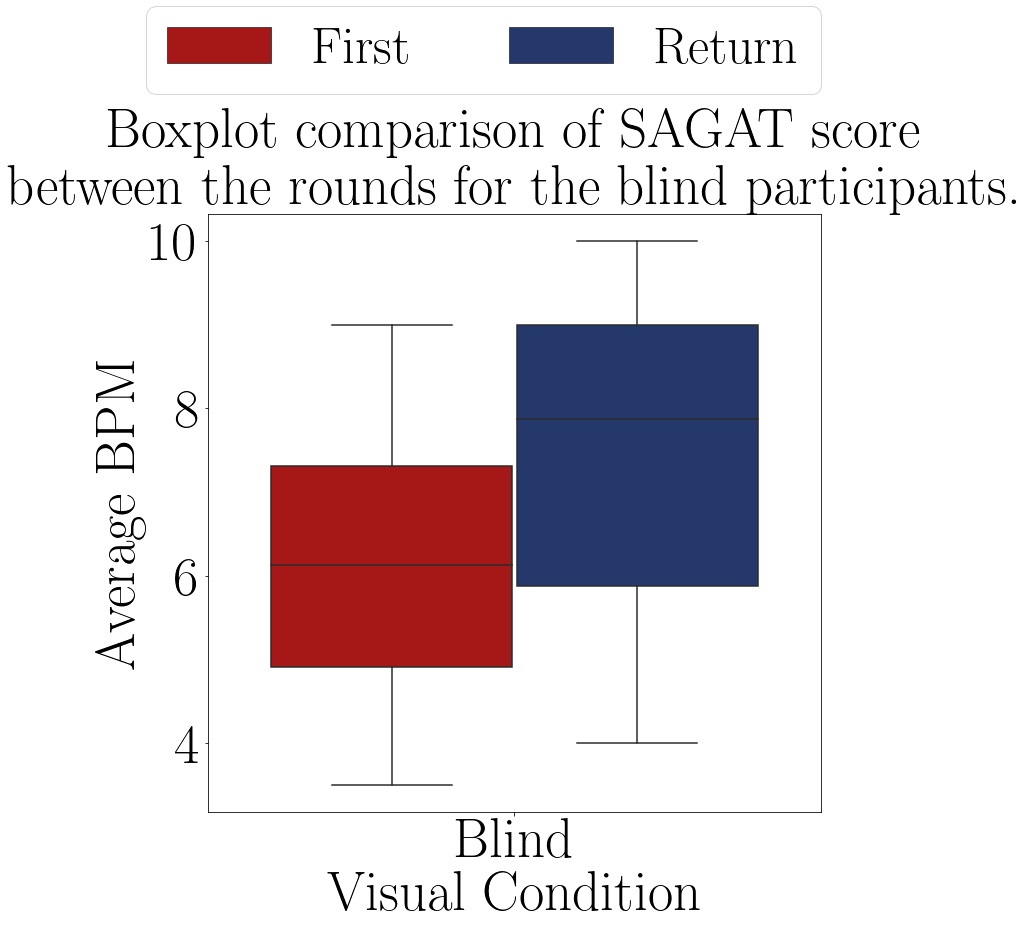 First Return
Boxplot comparison of SAGAT score
between the rounds for the blind participants.
10
8
6
4
Average BPM
Blind
Visual Condition